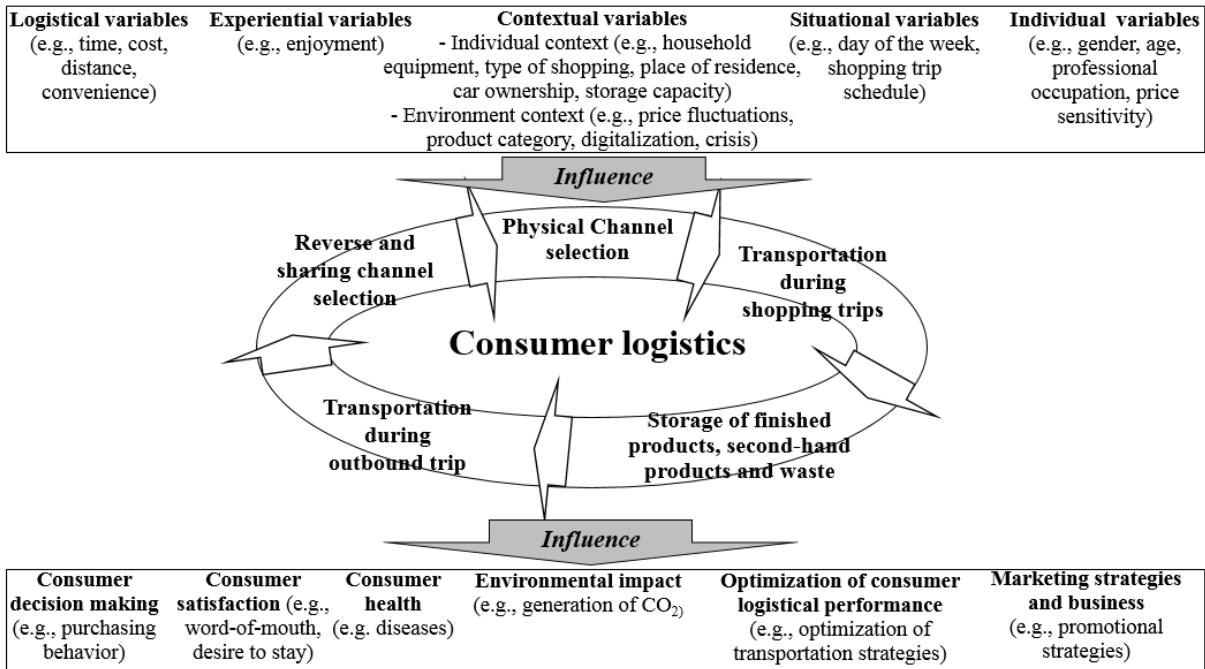 Logistical variables
(e.g., time, cost,
distance,
convenience)
Experiential variables
(e.g., enjoyment)
Contextual variables
- Individual context (e.g., household
equipment, type of shopping, place of residence,
car ownership, storage capacity)
- Environment context (e.g., price fluctuations,
product category, digitalization, crisis)
Situational variables
(e.g., day of the week,
shopping trip
schedule)
Individual variables
(e.g., gender, age,
professional
occupation, price
sensitivity)
Influence
Physical Channel
selection
Reverse and
sharing channel
selection
Transportation
during
shopping trips
Consumer logistics
Transportation
during
outbound trip
Storage of finished
products, second-hand
products and waste
Influence
Consumer
decision making
(e.g., purchasing
behavior)
Consumer
satisfaction (e.g.,
word-of-mouth,
desire to stay)
Consumer
health
(e.g. diseases)
Environmental impact
(e.g., generation of CO₂)
Optimization of consumer
logistical performance
(e.g., optimization of
transportation strategies)
Marketing strategies
and business
(e.g., promotional
strategies)